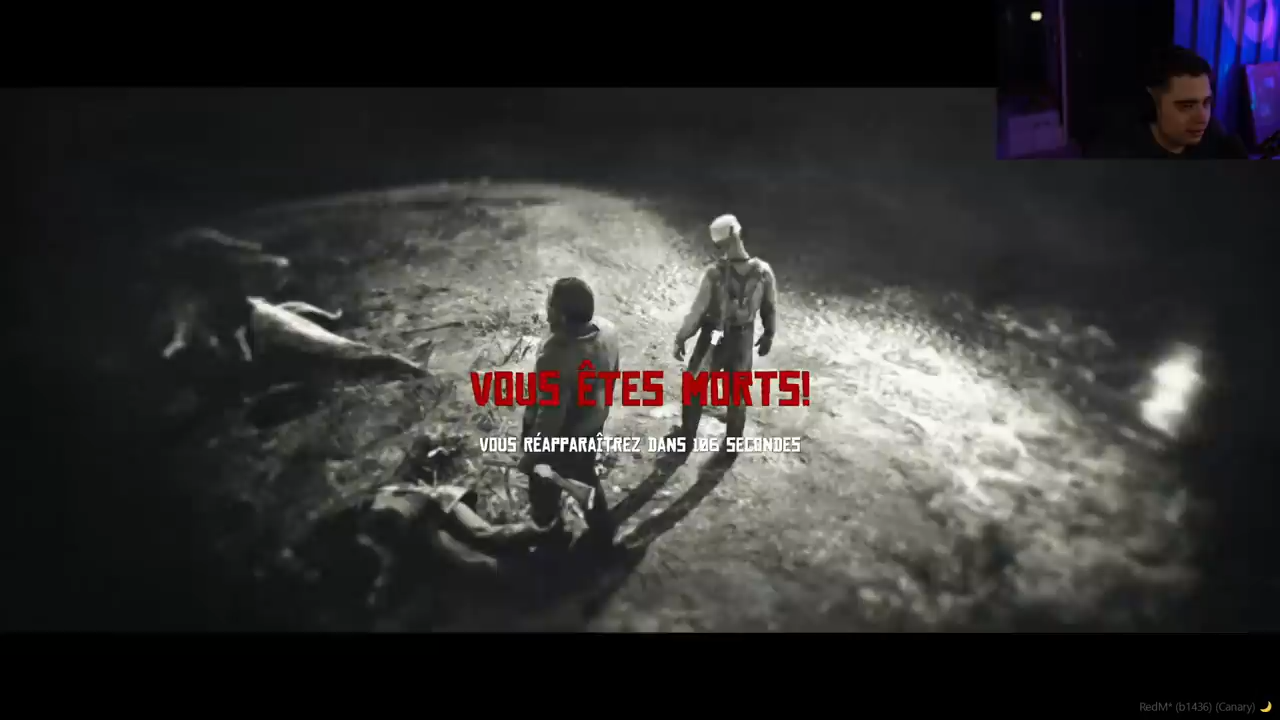 VOUS ÊTES MORTS!
VOUS RÉAPPARAÎTREZ DANS 106 SECONDES
RedM* (b1436) (Canary) 🌙